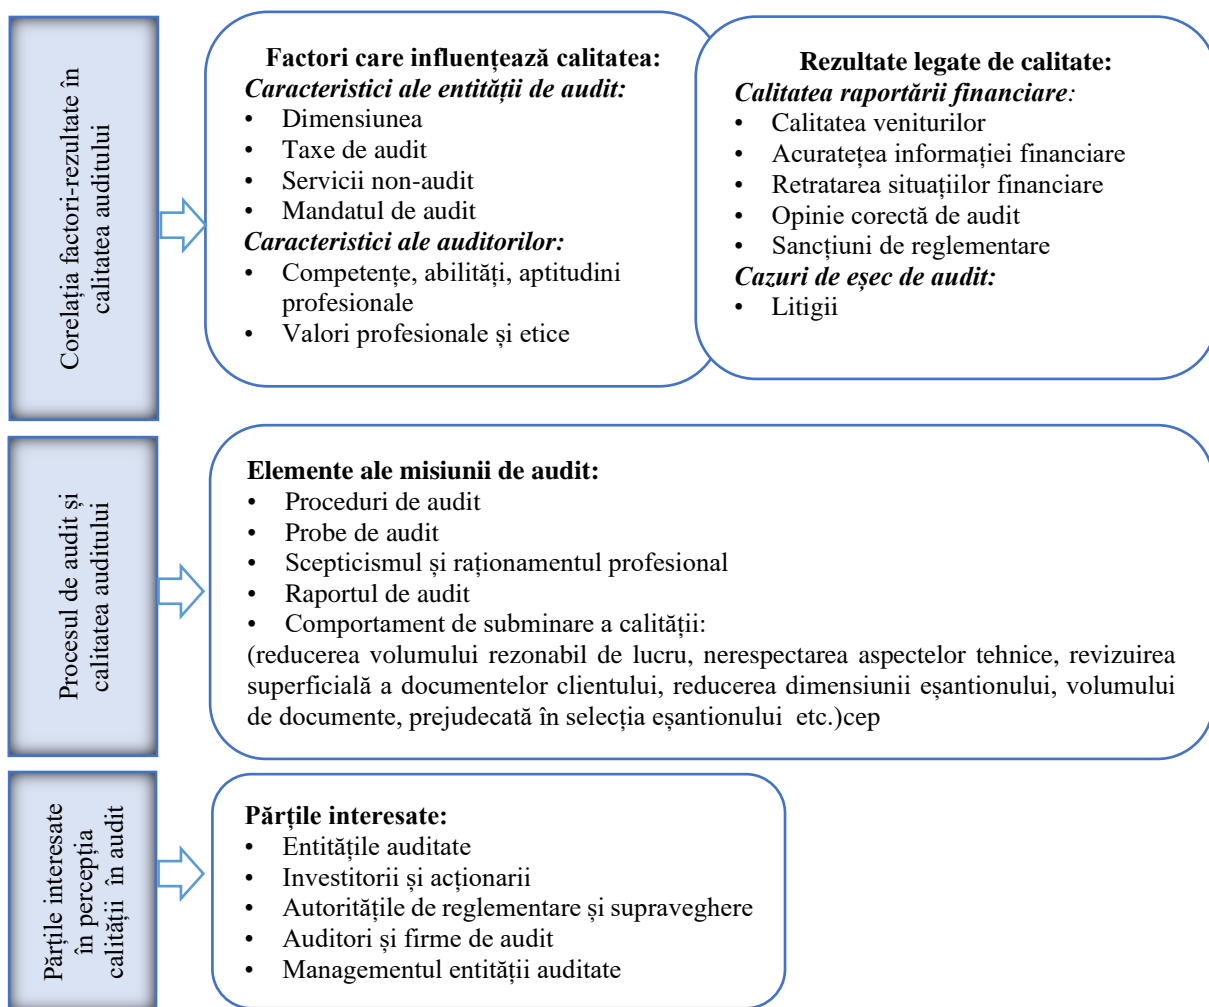 Corelația factori-rezultate în
calitatea auditului
Factori care influențează calitatea:
Caracteristici ale entității de audit:
• Dimensiunea
• Taxe de audit
• Servicii non-audit
• Mandatul de audit
Caracteristici ale auditorilor:
• Competențe, abilități, aptitudini
profesionale
• Valori profesionale și etice
Rezultate legate de calitate:
Calitatea raportării financiare:
• Calitatea veniturilor
• Acuratețea informației financiare
• Retratarea situațiilor financiare
• Opinie corectă de audit
• Sancțiuni de reglementare
Cazuri de eșec de audit:
• Litigii
Procesul de audit și
calitatea auditului
Elemente ale misiunii de audit:
• Proceduri de audit
• Probe de audit
• Scepticismul și raționamentul profesional
• Raportul de audit
• Comportament de subminare a calității:
(reducerea volumului rezonabil de lucru, nerespectarea aspectelor tehnice, revizuirea
superficială a documentelor clientului, reducerea dimensiunii eșantionului, volumului
de documente, prejudecată în selecția eșantionului etc.)cep
Părțile interesate
în percepția
calității în audit
Părțile interesate:
• Entitățile auditate
• Investitorii și acționarii
• Autoritățile de reglementare și supraveghere
• Auditori și firme de audit
• Managementul entității auditate